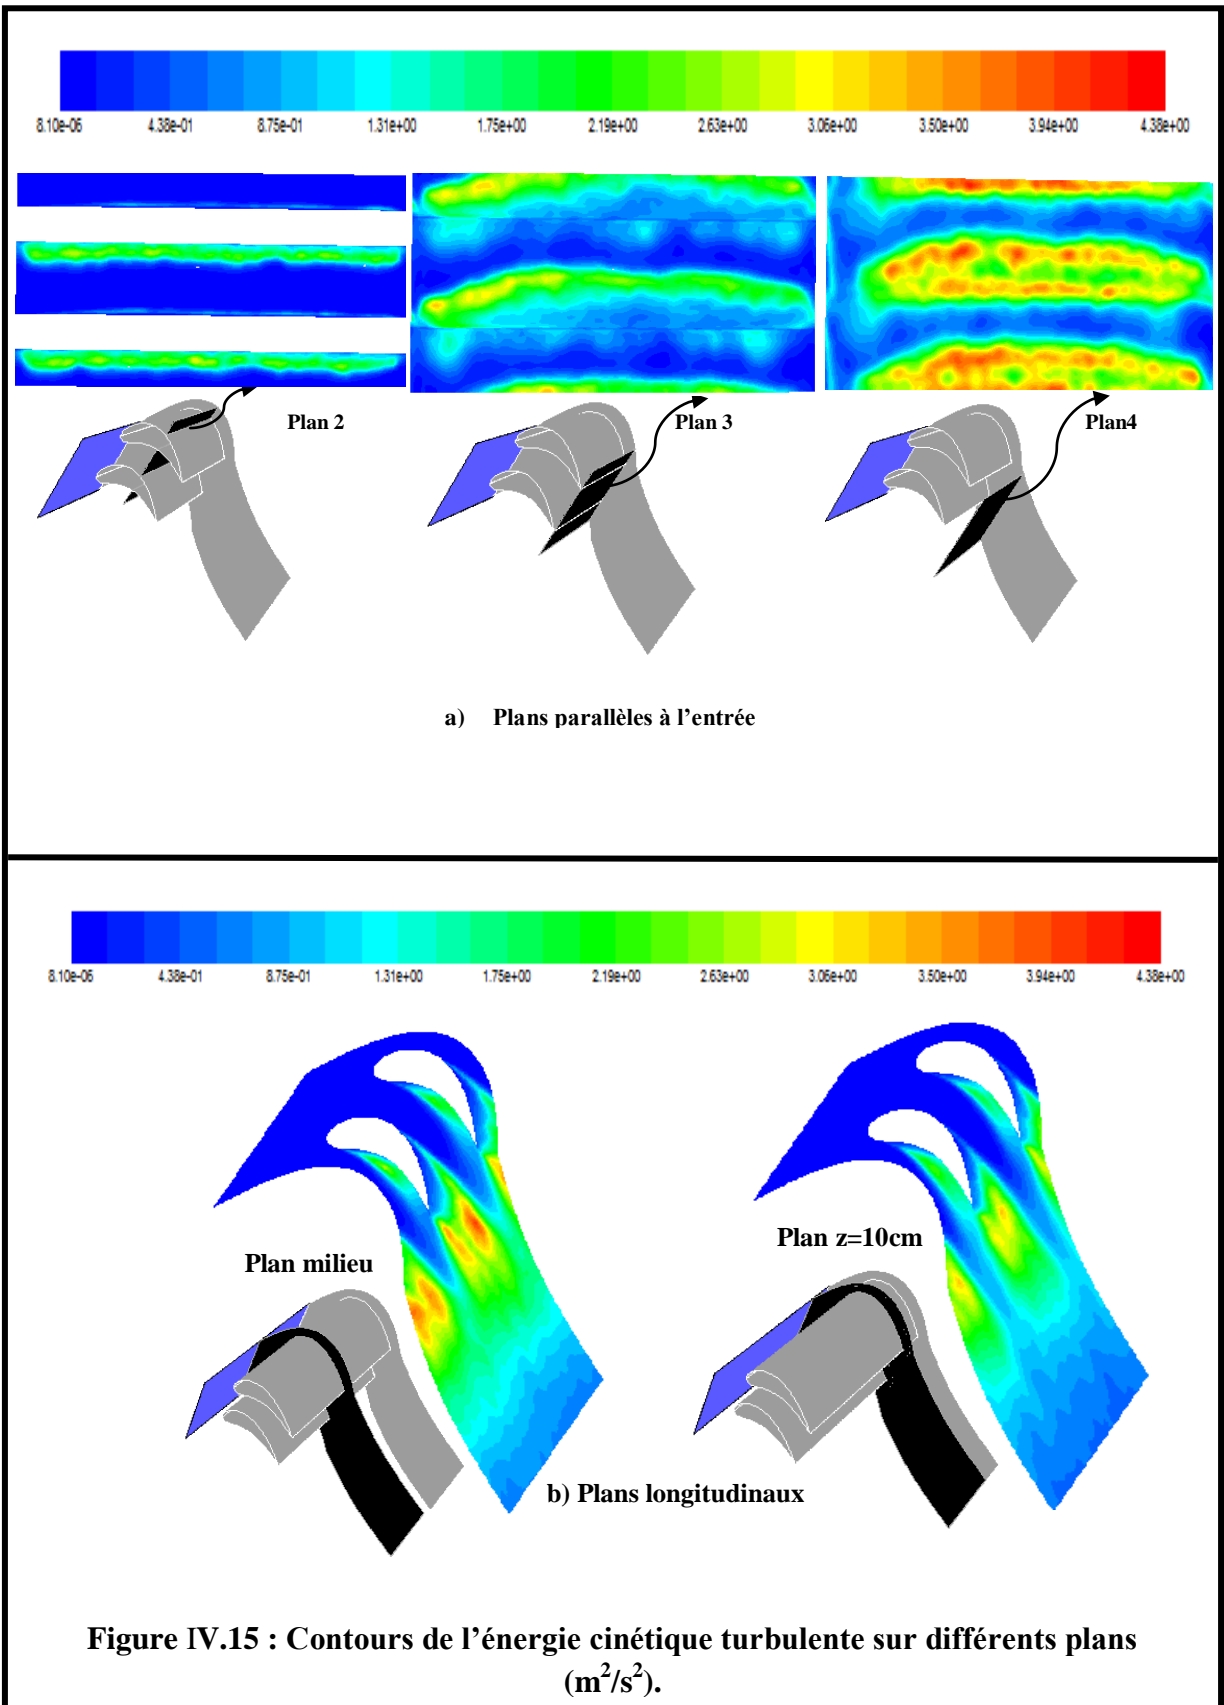 8.10e-06 4.38e-01 8.75e-01 1.31e+00 1.75e+00 2.19e+00 2.63e+00 3.06e+00 3.50e+00 3.94e+00 4.38e+00
Plan 2 Plan 3 Plan4
a) Plans parallèles à l’entrée
8.10e-06 4.38e-01 8.75e-01 1.31e+00 1.75e+00 2.19e+00 2.63e+00 3.06e+00 3.50e+00 3.94e+00 4.38e+00
Plan z=10cm
Plan milieu
b) Plans longitudinaux
Figure IV.15 : Contours de l’énergie cinétique turbulente sur différents plans
(m²/s²).